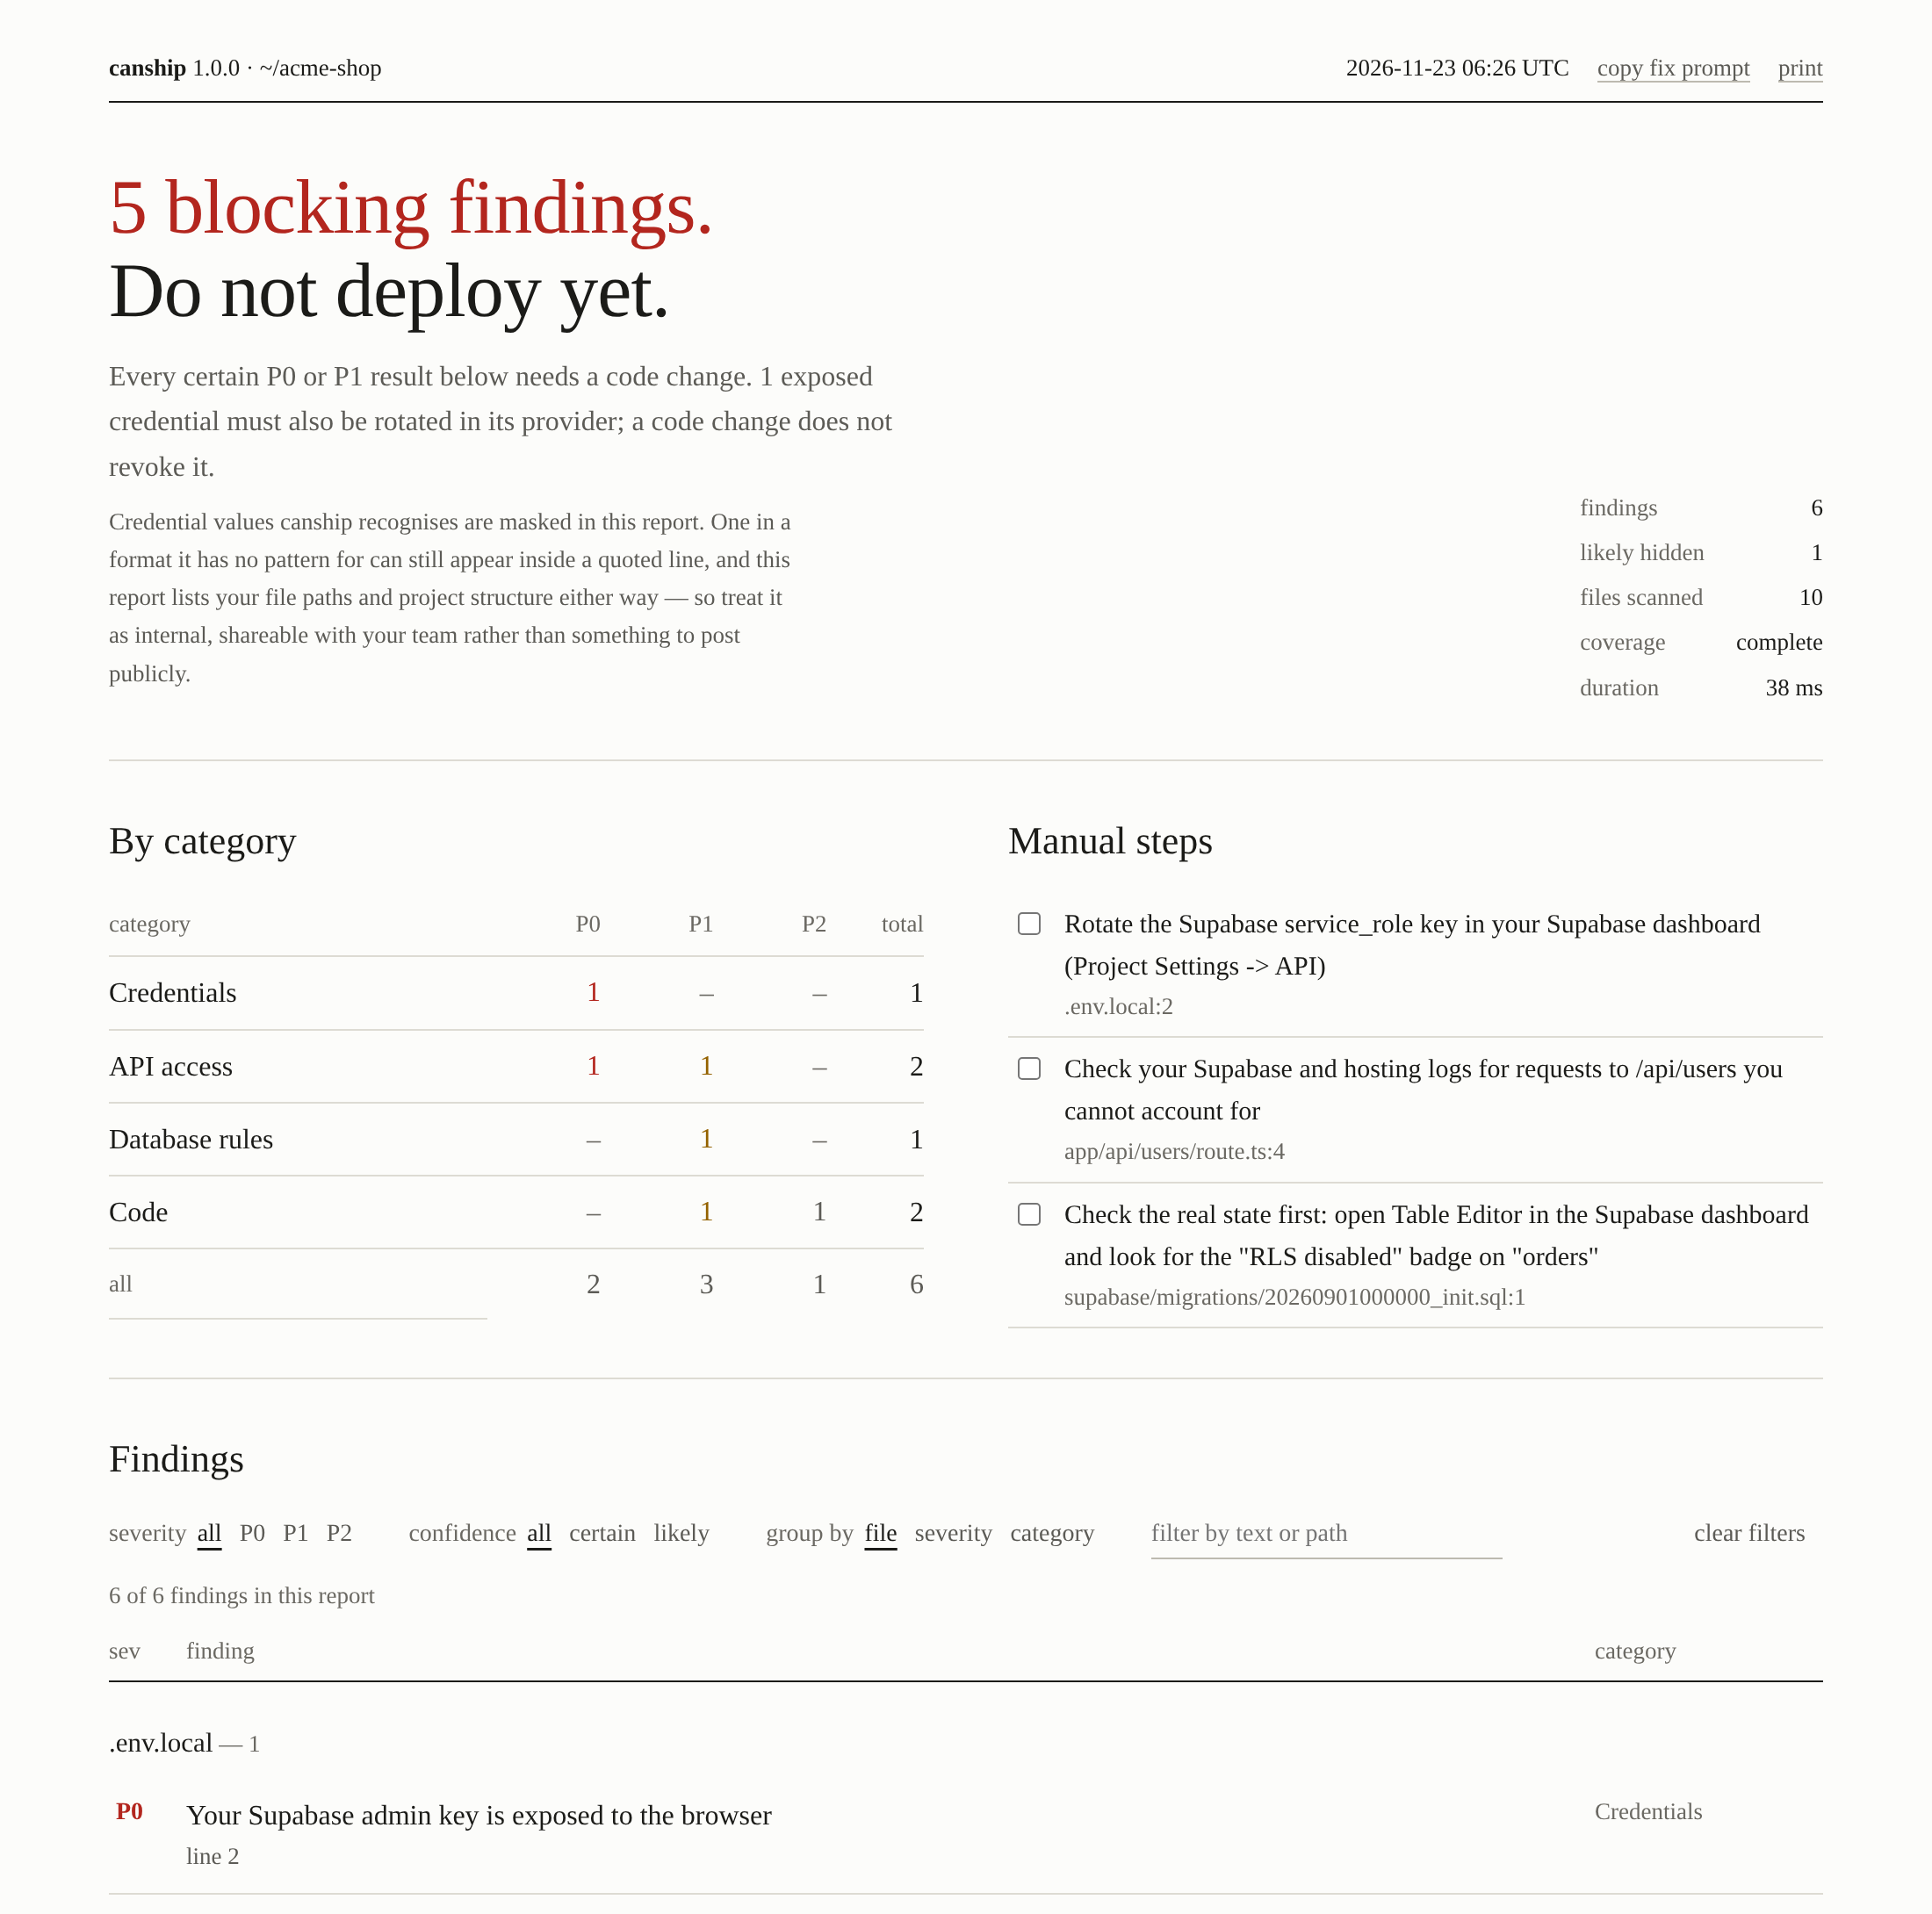 canship 1.0.0 · ~/acme-shop
2026-11-23 06:26 UTC copy fix prompt print
5 blocking findings.
Do not deploy yet.
Every certain P0 or P1 result below needs a code change. 1 exposed
credential must also be rotated in its provider; a code change does not
revoke it.
Credential values canship recognises are masked in this report. One in a
format it has no pattern for can still appear inside a quoted line, and this
report lists your file paths and project structure either way — so treat it
as internal, shareable with your team rather than something to post
publicly.
findings 6
likely hidden 1
files scanned 10
coverage complete
duration 38 ms
By category
category P0 P1 P2 total
Credentials 1 – – 1
API access 1 1 – 2
Database rules – 1 – 1
Code – 1 1 2
all 2 3 1 6
Manual steps
Rotate the Supabase service_role key in your Supabase dashboard
(Project Settings -> API)
.env.local:2
Check your Supabase and hosting logs for requests to /api/users you
cannot account for
app/api/users/route.ts:4
Check the real state first: open Table Editor in the Supabase dashboard
and look for the "RLS disabled" badge on "orders"
supabase/migrations/20260901000000_init.sql:1
Findings
severity all P0 P1 P2 confidence all certain likely group by file severity category filter by text or path clear filters
6 of 6 findings in this report
sev finding category
.env.local — 1
P0 Your Supabase admin key is exposed to the browser Credentials
line 2